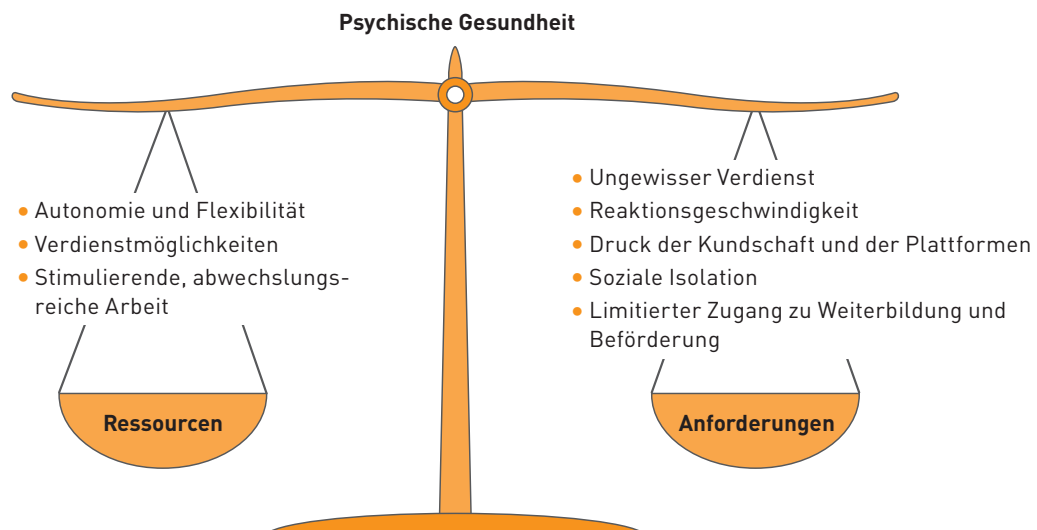 Psychische Gesundheit
• Autonomie und Flexibilität
• Verdienstmöglichkeiten
• Stimulierende, abwechslungs-
reiche Arbeit
Ressourcen
• Ungewisser Verdienst
• Reaktionsgeschwindigkeit
• Druck der Kundschaft und der Plattformen
• Soziale Isolation
• Limitierter Zugang zu Weiterbildung und
Beförderung
Anforderungen